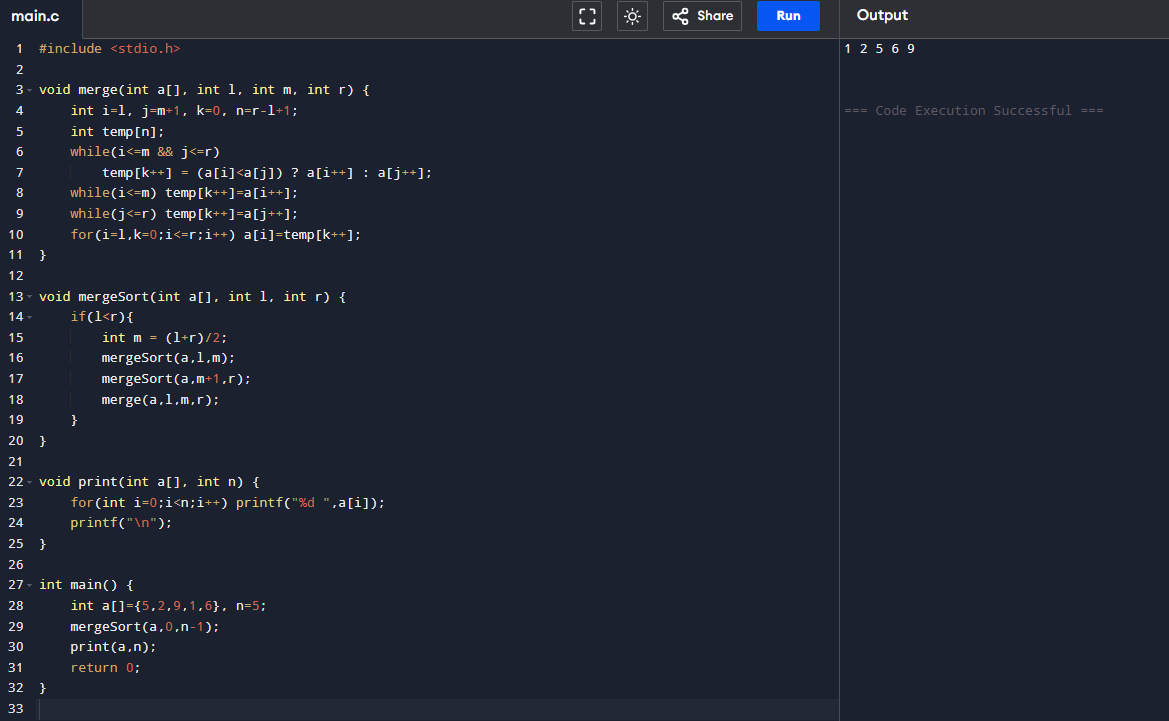 main.c
Share
Run
Output
1 #include <stdio.h>
2
3 void merge(int a[], int l, int m, int r) {
4     int i=l, j=m+1, k=0, n=r-l+1;
5     int temp[n];
6     while(i<=m && j<=r)
7         temp[k++] = (a[i]<a[j]) ? a[i++] : a[j++];
8     while(i<=m) temp[k++]=a[i++];
9     while(j<=r) temp[k++]=a[j++];
10     for(i=l,k=0;i<=r;i++) a[i]=temp[k++];
11 }
12
13 void mergeSort(int a[], int l, int r) {
14     if(l<r){
15         int m = (l+r)/2;
16         mergeSort(a,l,m);
17         mergeSort(a,m+1,r);
18         merge(a,l,m,r);
19     }
20 }
21
22 void print(int a[], int n) {
23     for(int i=0;i<n;i++) printf("%d ",a[i]);
24     printf("\n");
25 }
26
27 int main() {
28     int a[]={5,2,9,1,6}, n=5;
29     mergeSort(a,0,n-1);
30     print(a,n);
31     return 0;
32 }
33
1 2 5 6 9
=== Code Execution Successful ===